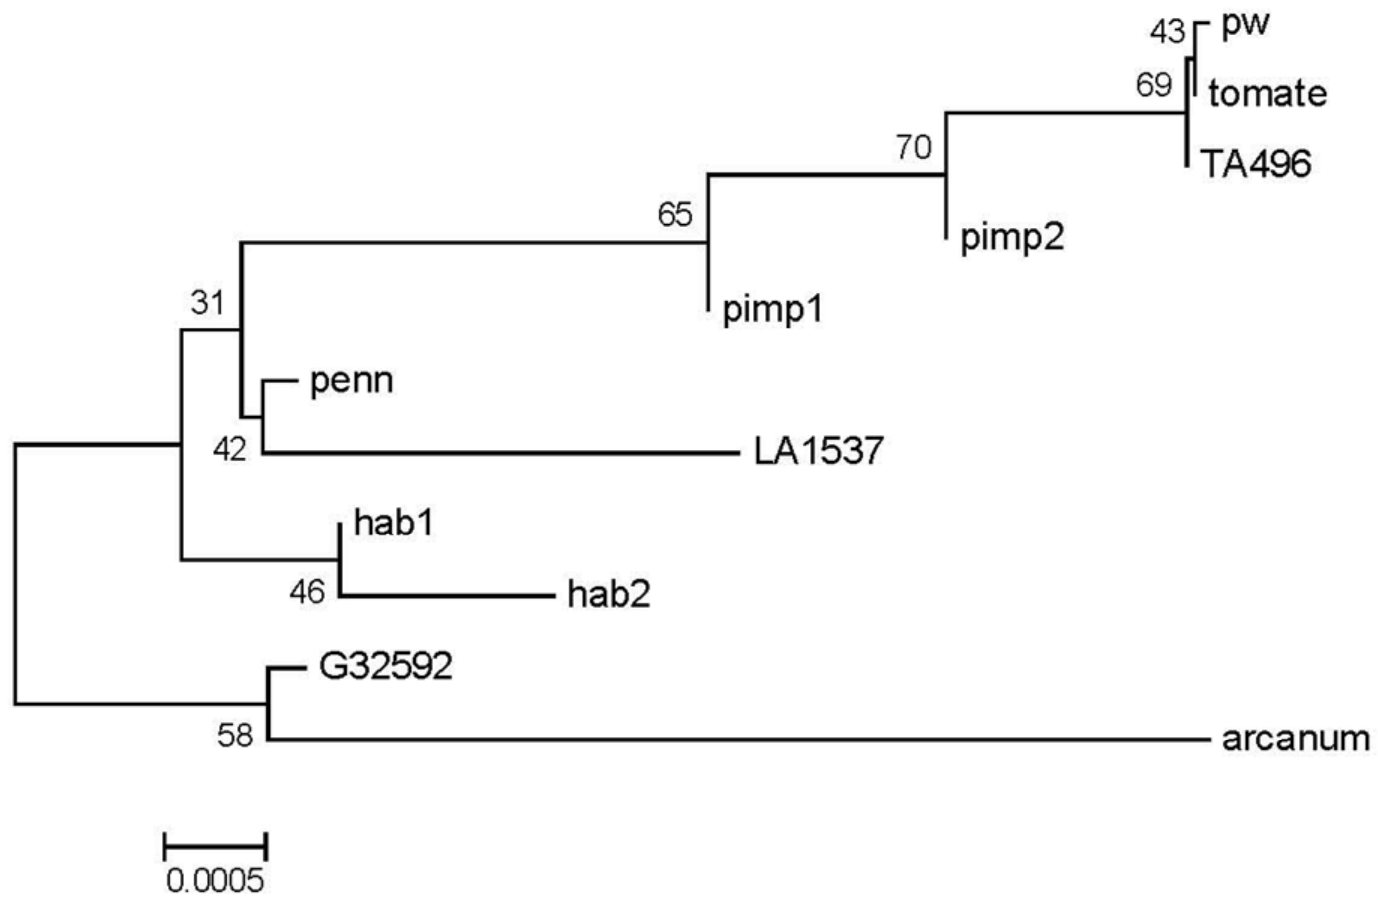 pw
43
tomate
69
TA496
70
pimp2
65
pimp1
31
penn
42
LA1537
hab1
46
hab2
G32592
58
arcanum
0.0005